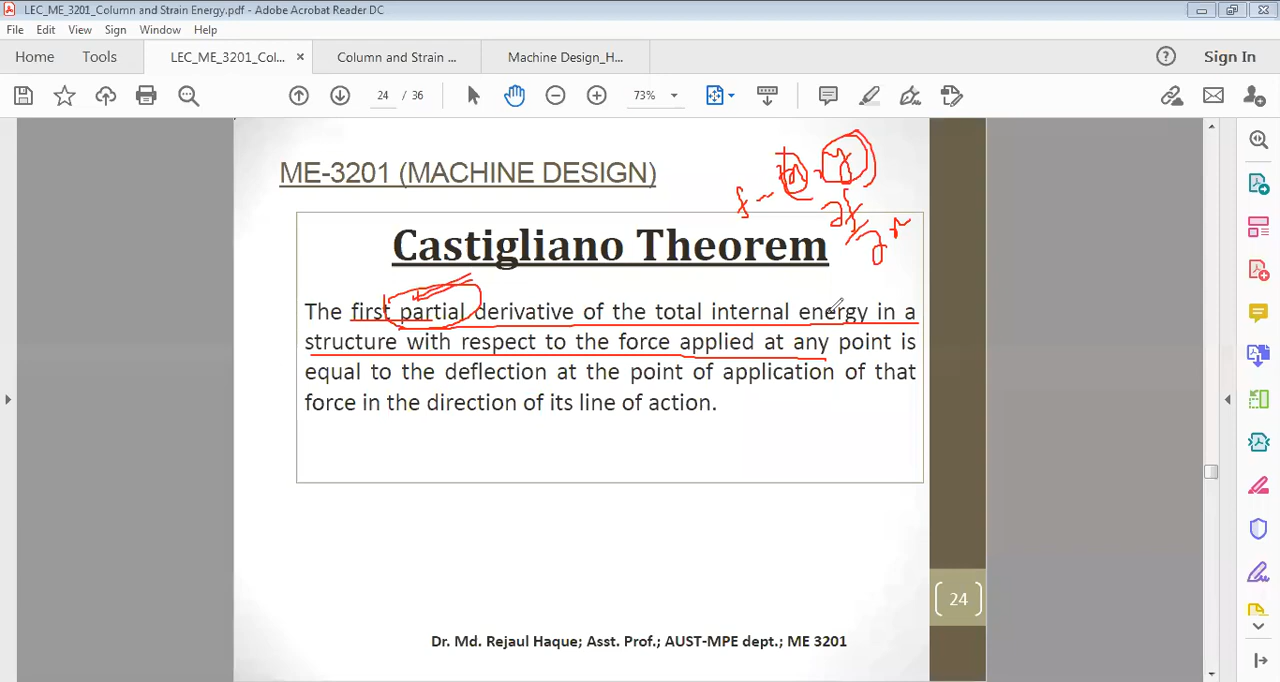 LEC_ME_3201_Column and Strain Energy.pdf - Adobe Acrobat Reader DC
File Edit View Sign Window Help
Home Tools LEC_ME_3201_Col... × Column and Strain ... Machine Design_H... Sign In
24 / 36 73%
ME-3201 (MACHINE DESIGN)
Castigliano Theorem
The first partial derivative of the total internal energy in a
structure with respect to the force applied at any point is
equal to the deflection at the point of application of that
force in the direction of its line of action.
24
Dr. Md. Rejaul Haque; Asst. Prof.; AUST-MPE dept.; ME 3201